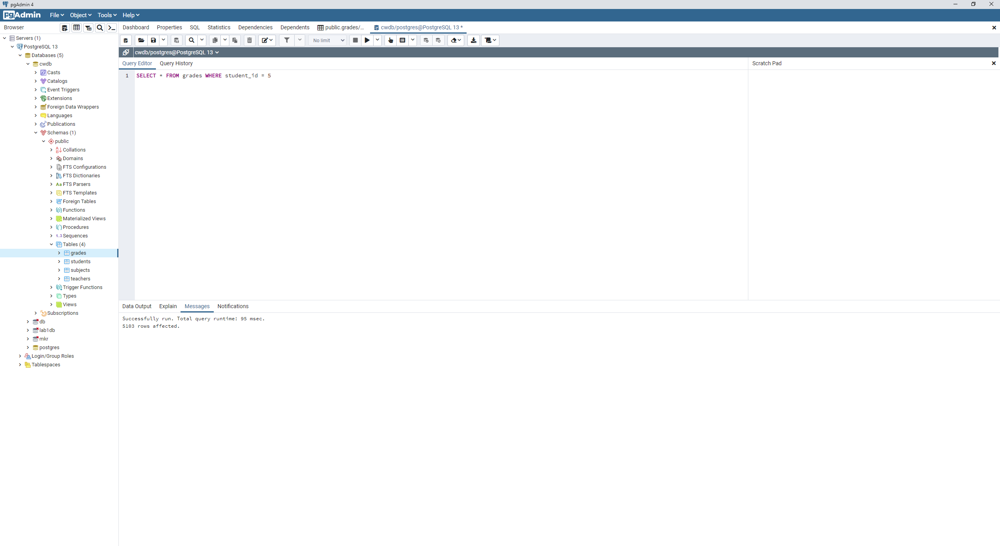 pgAdmin 4
pgAdmin File Object Tools Help
Browser
Dashboard Properties SQL Statistics Dependencies Dependents public.grades/... cwdb/postgres@PostgreSQL 13 *
No limit
cwdb/postgres@PostgreSQL 13
Query Editor Query History
Scratch Pad
1 SELECT * FROM grades WHERE student_id = 5
Servers (1)
PostgreSQL 13
Databases (5)
cwdb
Casts
Catalogs
Event Triggers
Extensions
Foreign Data Wrappers
Languages
Publications
Schemas (1)
public
Collations
Domains
FTS Configurations
FTS Dictionaries
Aa FTS Parsers
FTS Templates
Foreign Tables
Functions
Materialized Views
Procedures
1..3 Sequences
Tables (4)
grades
students
subjects
teachers
Trigger Functions
Types
Views
Subscriptions
db
lab1db
mkr
postgres
Login/Group Roles
Tablespaces
Data Output Explain Messages Notifications
Successfully run. Total query runtime: 95 msec.
5103 rows affected.